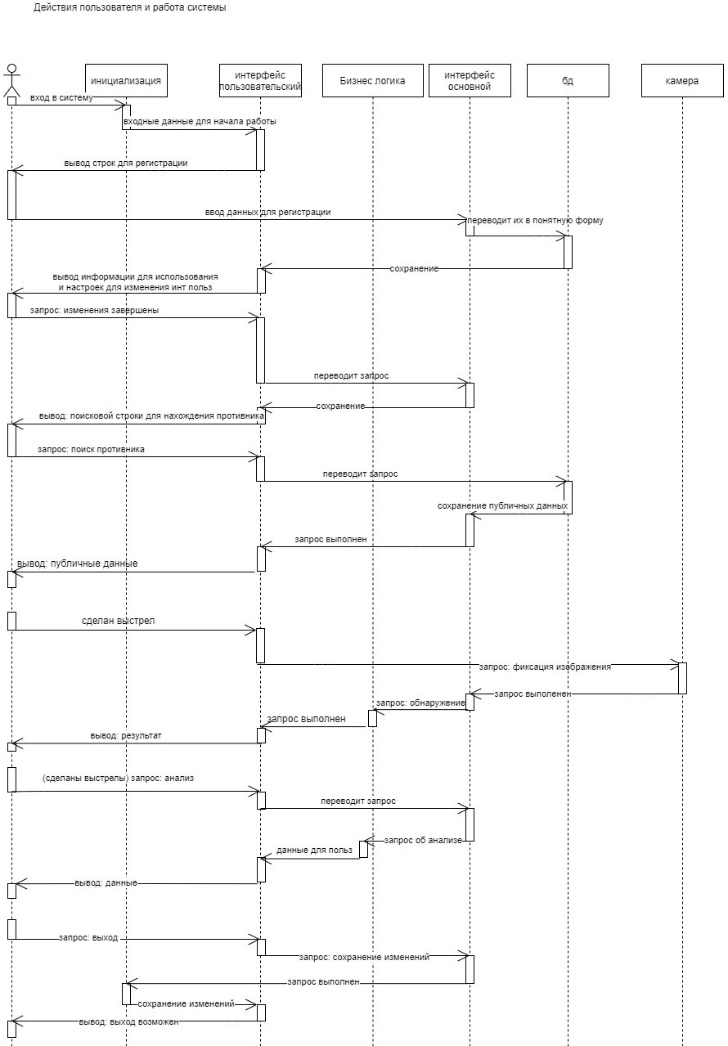 Действия пользователя и работа системы
инициализация
интерфейс
пользовательский
Бизнес логика
интерфейс
основной
бд
камера
вход в систему
входные данные для начала работы
вывод строк для регистрации
ввод данных для регистрации
переводит их в понятную форму
сохранение
вывод информации для использования
и настроек для изменения инт польз
запрос: изменения завершены
переводит запрос
сохранение
вывод: поисковой строки для нахождения противника
запрос: поиск противника
переводит запрос
сохранение публичных данных
запрос выполнен
вывод: публичные данные
сделан выстрел
запрос: фиксация изображения
запрос выполенен
запрос: обнаружение
запрос выполнен
вывод: результат
(сделаны выстрелы) запрос: анализ
переводит запрос
запрос об анализе
данные для польз
вывод: данные
запрос: выход
запрос: сохранение изменений
запрос выполнен
сохранение изменений
вывод: выход возможен